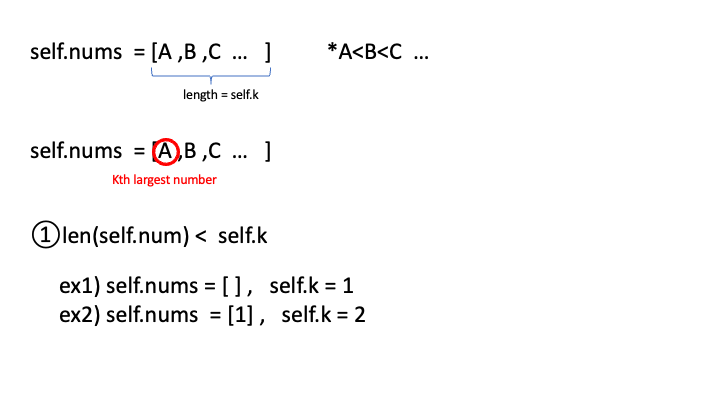 self.nums = [A ,B ,C … ] *A<B<C …
length = self.k
self.nums = [A ,B ,C … ]
Kth largest number
①len(self.num) < self.k
ex1) self.nums = [ ] , self.k = 1
ex2) self.nums = [1] , self.k = 2